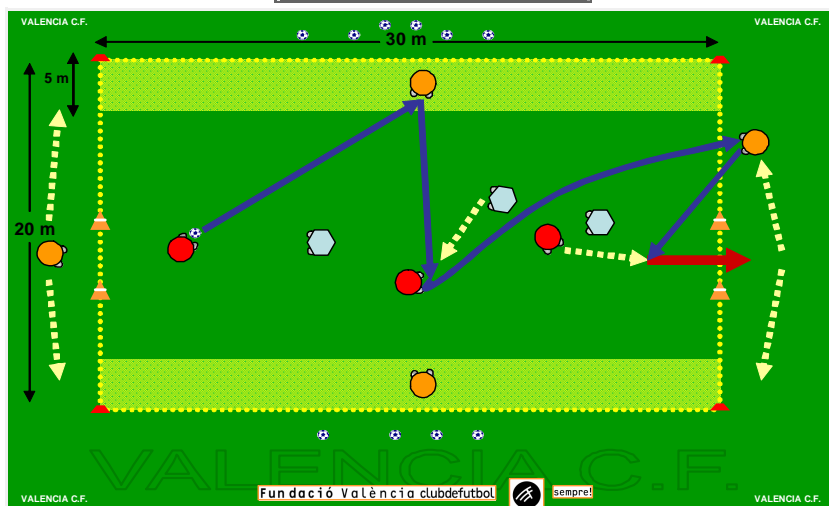 VALENCIA C.F.
VALENCIA C.F.
30 m
5 m
20 m
VALENCIA C.F.
Fundació València clubdefutbol
sempre!
VALENCIA C.F.
VALENCIA C.F.